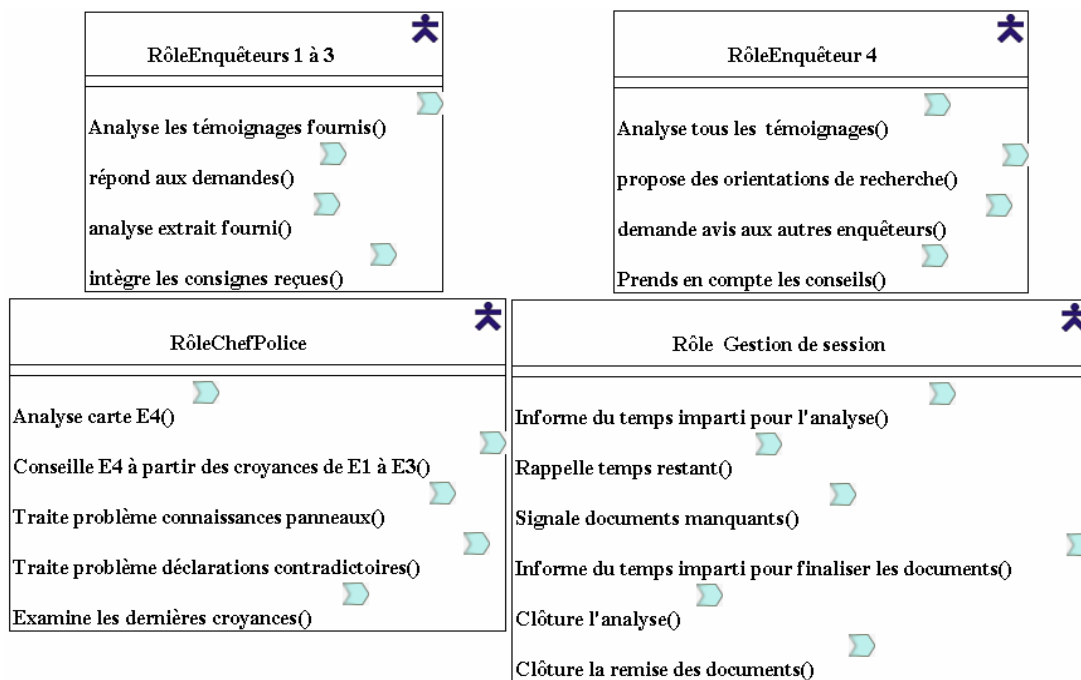 RôleEnquêteurs 1 à 3
Analyse les témoignages fournis()
répond aux demandes()
analyse extrait fourni()
intègre les consignes reçues()
RôleEnquêteur 4
Analyse tous les témoignages()
propose des orientations de recherche()
demande avis aux autres enquêteurs()
Prends en compte les conseils()
RôleChefPolice
Analyse carte E4()
Conseille E4 à partir des croyances de E1 à E3()
Traite problème connaissances panneaux()
Traite problème déclarations contradictoires()
Examine les dernières croyances()
Rôle Gestion de session
Informe du temps imparti pour l'analyse()
Rappelle temps restant()
Signale documents manquants()
Informe du temps imparti pour finaliser les documents()
Clôture l'analyse()
Clôture la remise des documents()